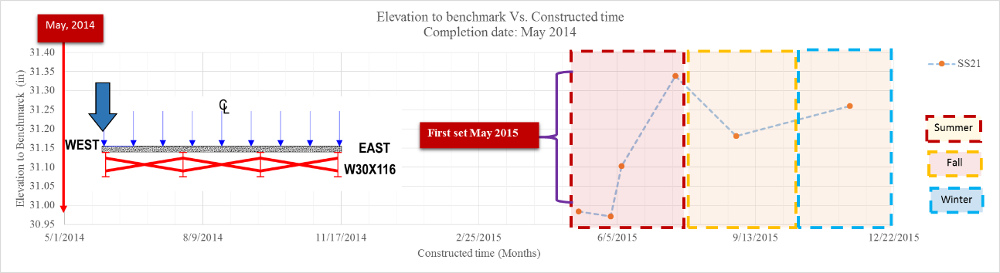 Elevation to benchmark Vs. Constructed time
Completion date: May 2014
May, 2014
Elevation to Benchmarck (in)
31.40
31.35
31.30
31.25
31.20
31.15
31.10
31.05
31.00
30.95
℄
WEST
EAST
W30X116
First set May 2015
SS21
Summer
Fall
Winter
5/1/2014 8/9/2014 11/17/2014 2/25/2015 6/5/2015 9/13/2015 12/22/2015
Constructed time (Months)